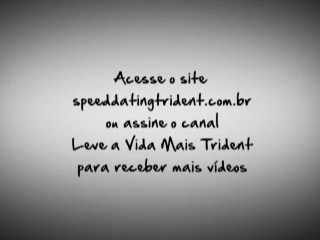 Acesse o site
speeddatingtrident.com.br
ou assine o canal
Leve a Vida Mais Trident
para receber mais vídeos